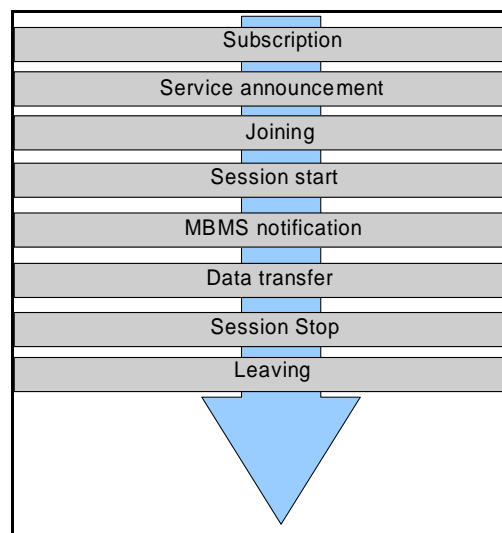 Subscription
Service announcement
Joining
Session start
MBMS notification
Data transfer
Session Stop
Leaving